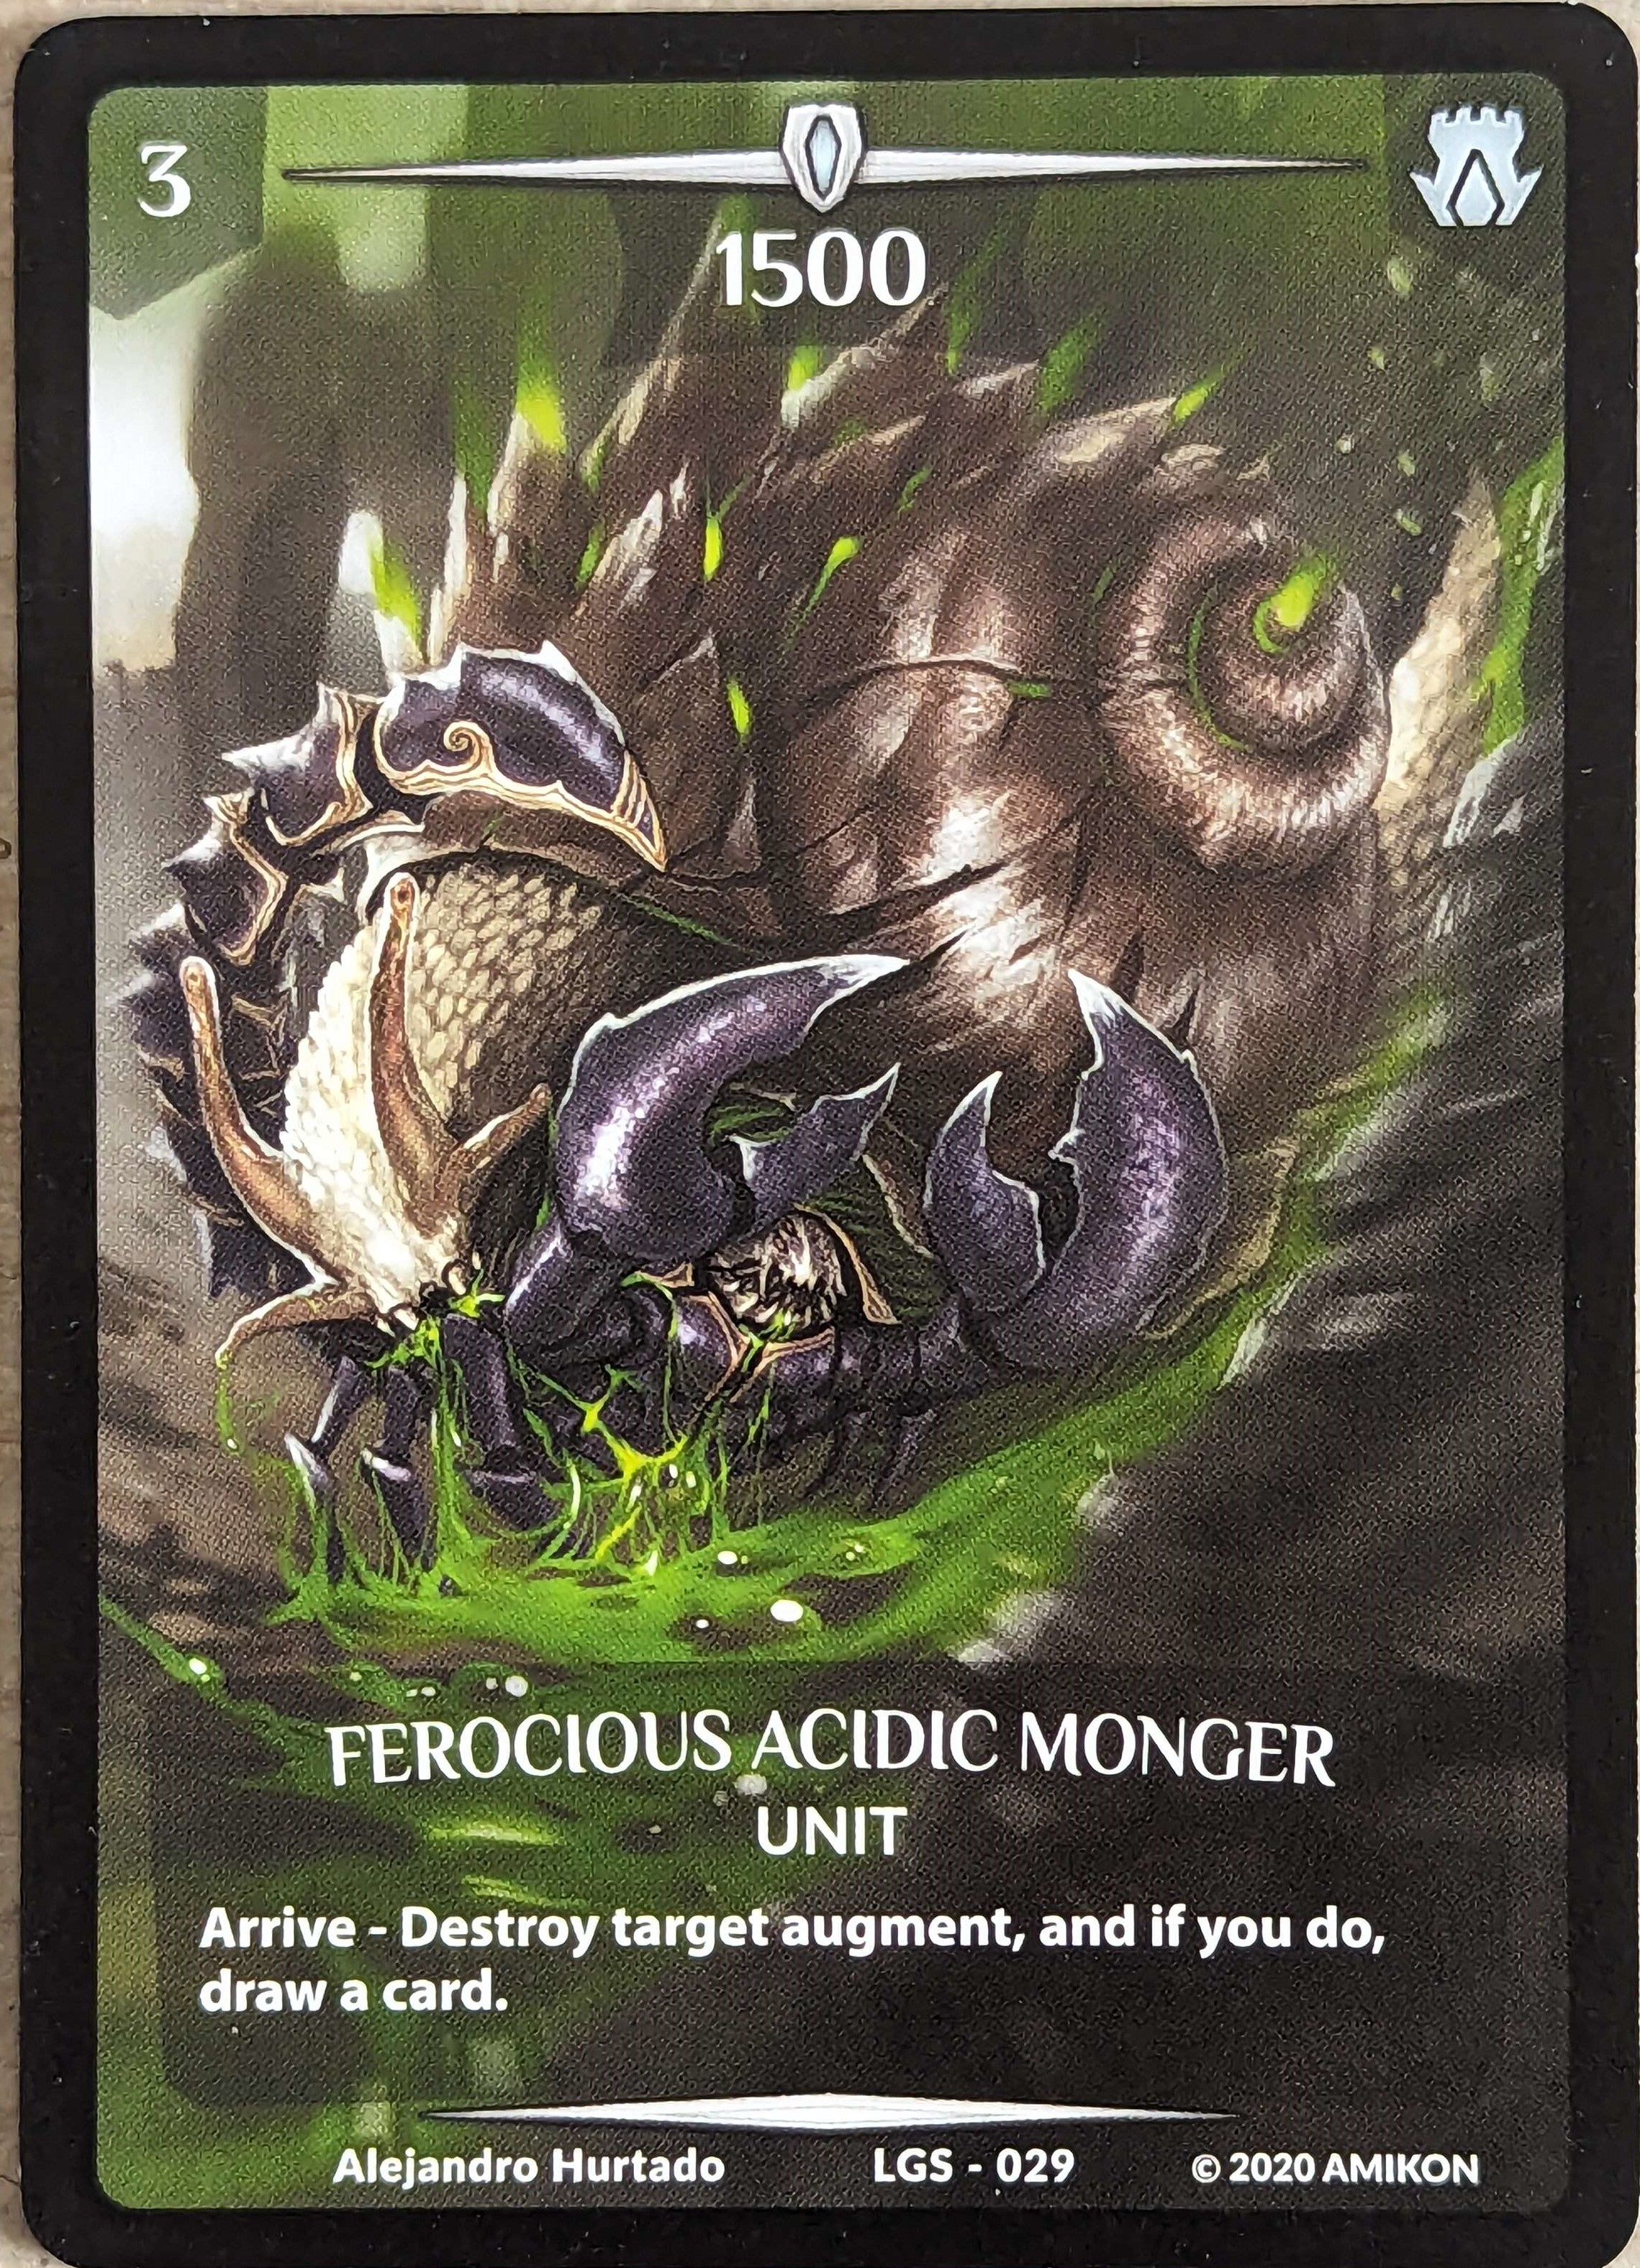 3
1500
FEROCIOUS ACIDIC MONGER
UNIT
Arrive - Destroy target augment, and if you do,
draw a card.
Alejandro Hurtado LGS - 029 © 2020 AMIKON